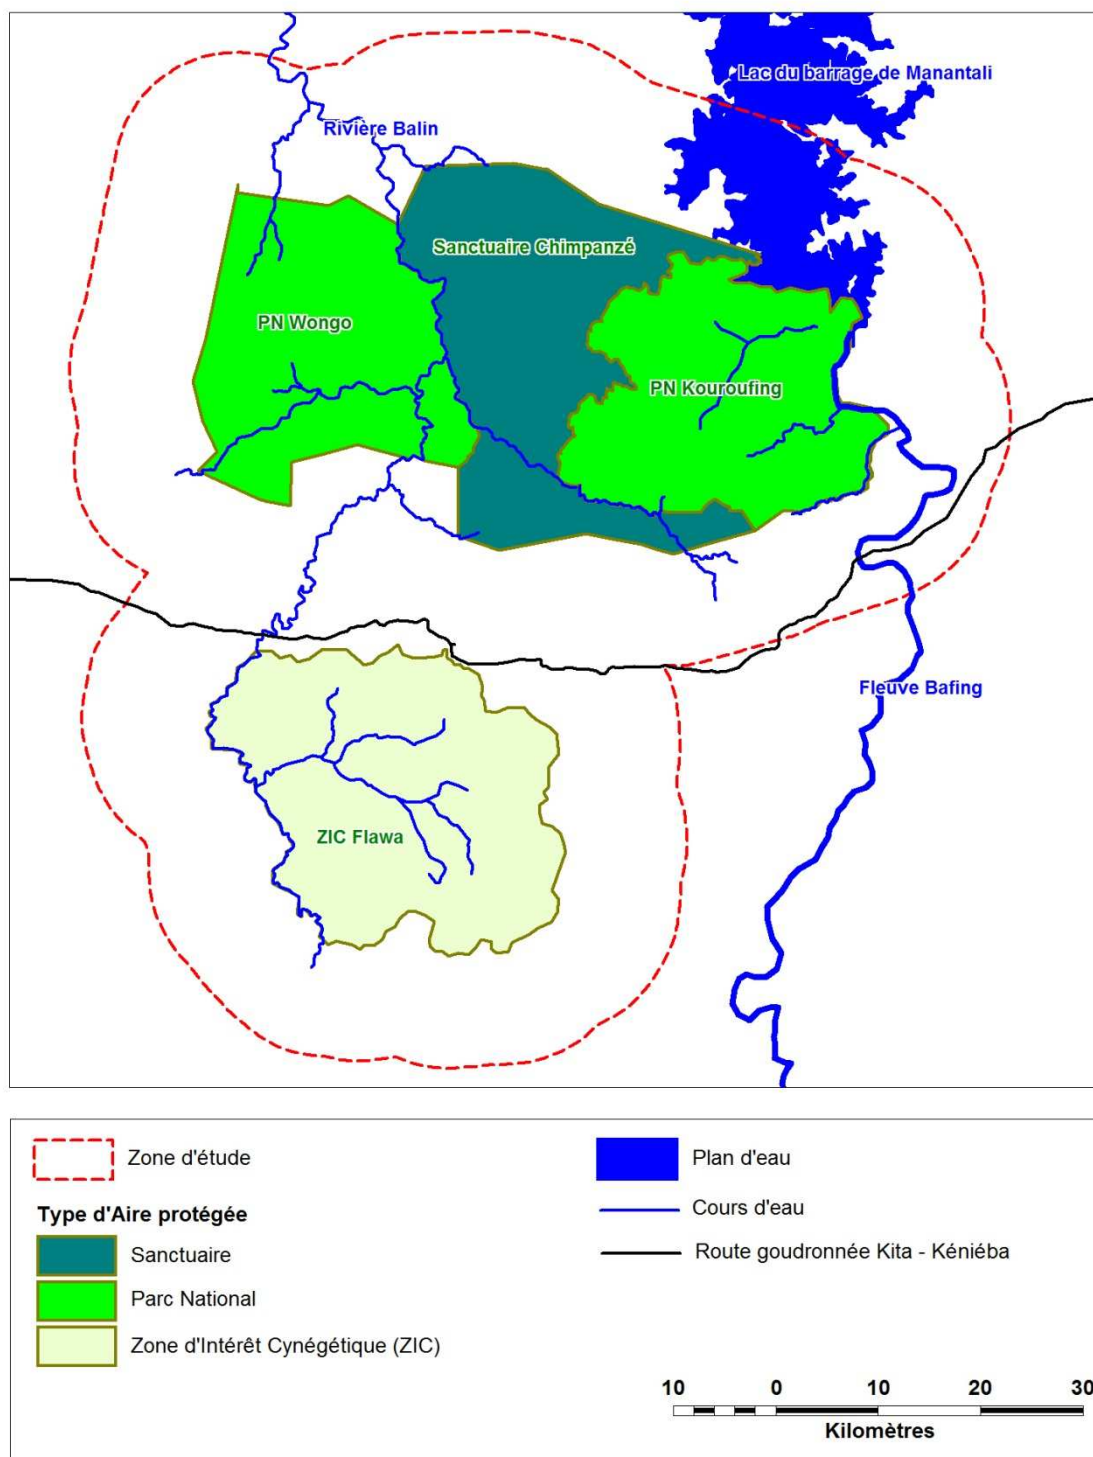 Lac du barrage de Manantali
Rivière Balin
Sanctuaire Chimpanzé
PN Wongo
PN Kouroufing
Fleuve Bafing
ZIC Flawa
Zone d'étude
Type d'Aire protégée
Sanctuaire
Parc National
Zone d'Intérêt Cynégétique (ZIC)
Plan d'eau
Cours d'eau
Route goudronnée Kita - Kéniéba
10 0 10 20 30
Kilomètres